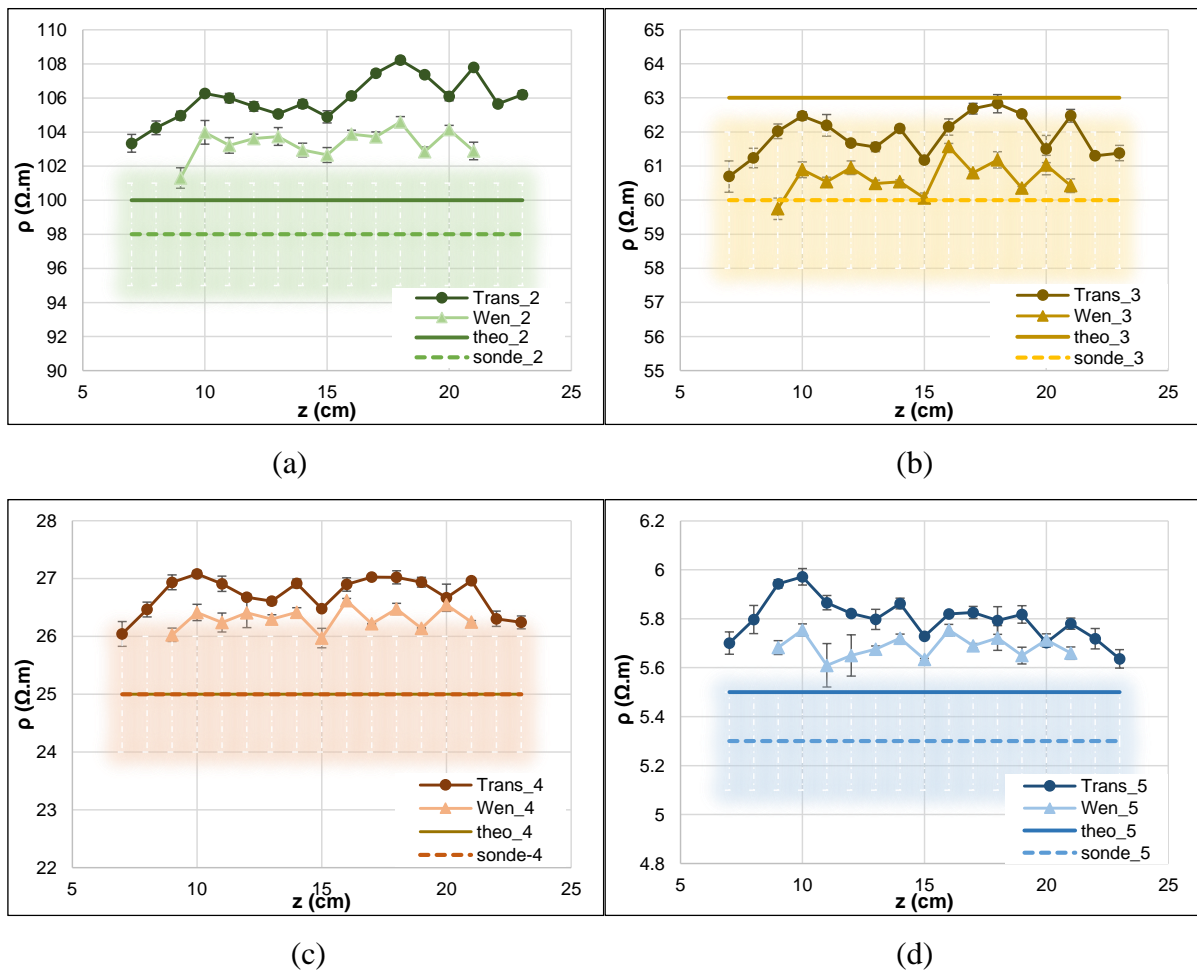 110
108
106
104
102
100
98
96
94
92
90
ρ (Ω.m)
5
10
15
20
25
z (cm)
Trans_2
Wen_2
theo_2
sonde_2
(a)
65
64
63
62
61
60
59
58
57
56
55
ρ (Ω.m)
5
10
15
20
25
z (cm)
Trans_3
Wen_3
theo_3
sonde_3
(b)
28
27
26
25
24
23
22
ρ (Ω.m)
5
10
15
20
25
z (cm)
Trans_4
Wen_4
theo_4
sonde-4
(c)
6.2
6
5.8
5.6
5.4
5.2
5
4.8
ρ (Ω.m)
5
10
15
20
25
z (cm)
Trans_5
Wen_5
theo_5
sonde_5
(d)